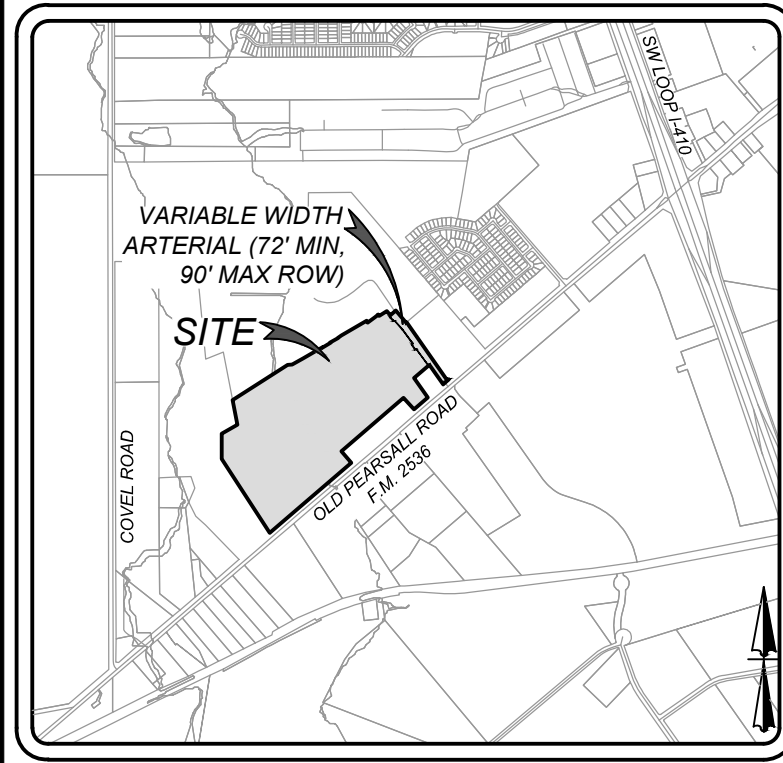 SW LOOP I-410
VARIABLE WIDTH
ARTERIAL (72' MIN,
90' MAX ROW)
SITE
COVEL ROAD
OLD PEARSALL ROAD
F.M. 2536